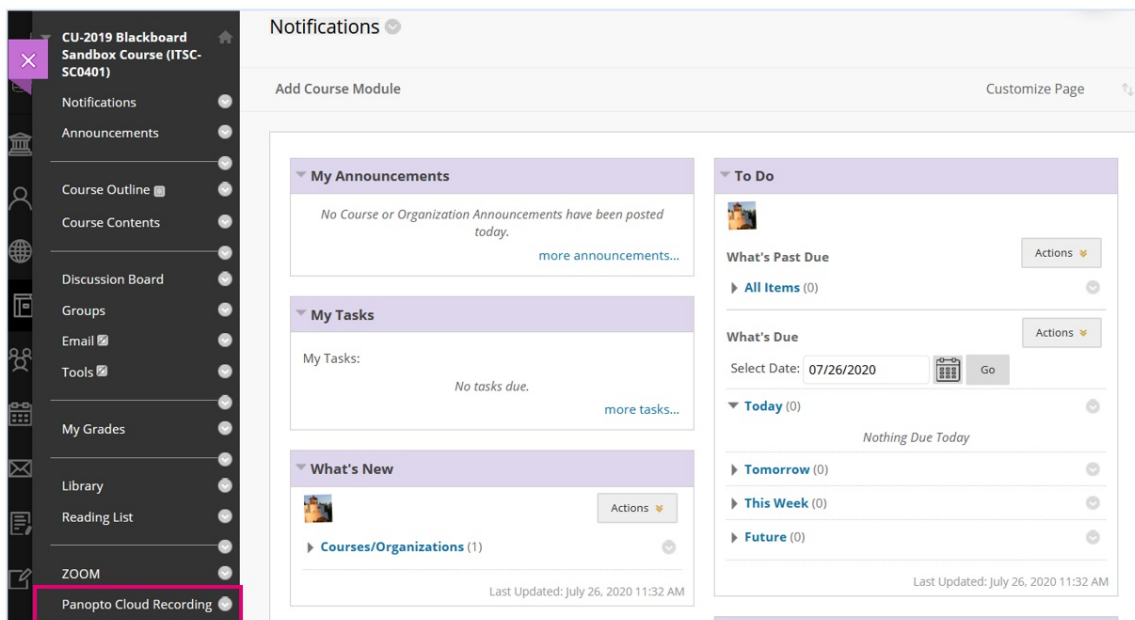 CU-2019 Blackboard
Sandbox Course (ITSC-
SC0401)
Notifications
Announcements
Course Outline
Course Contents
Discussion Board
Groups
Email
Tools
My Grades
Library
Reading List
ZOOM
Panopto Cloud Recording
Notifications
Add Course Module
Customize Page
My Announcements
No Course or Organization Announcements have been posted
today.
more announcements...
My Tasks
My Tasks:
No tasks due.
more tasks...
What's New
Actions
Courses/Organizations (1)
Last Updated: July 26, 2020 11:32 AM
To Do
What's Past Due
Actions
All Items (0)
What's Due
Actions
Select Date: 07/26/2020 Go
Today (0)
Nothing Due Today
Tomorrow (0)
This Week (0)
Future (0)
Last Updated: July 26, 2020 11:32 AM